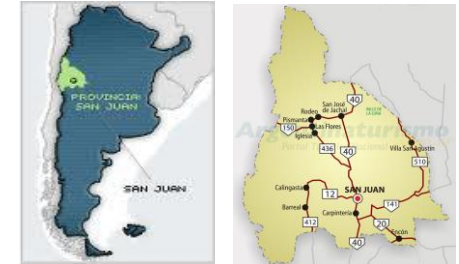 PROVINCIA:
SAN JUAN
SAN JUAN
40
San José
de Jáchal
Rodeo
Pismanta
Las Flores
150
Iglesia
436
40
Villa San Agustín
510
Calingasta
12
SAN JUAN
Barreal
Carpintería
141
412
20
Encón
40